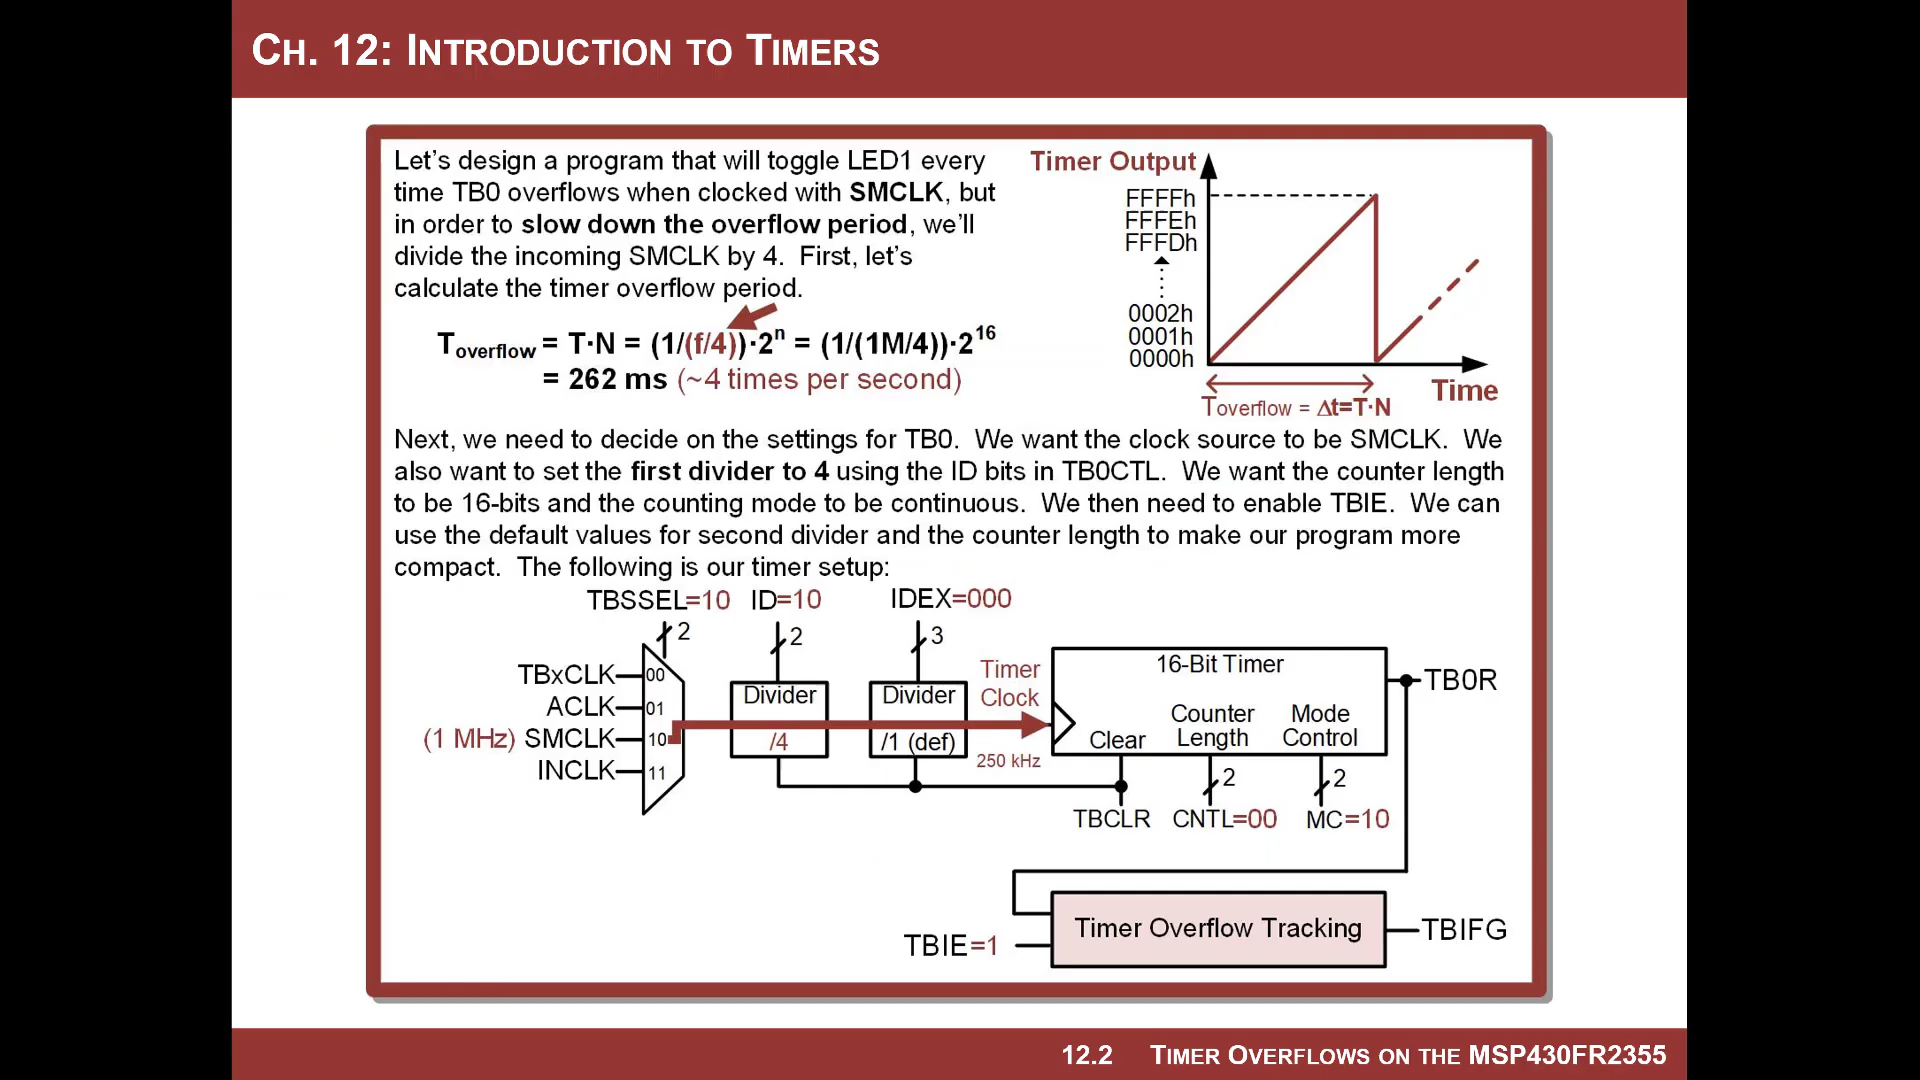 CH. 12: INTRODUCTION TO TIMERS
Let's design a program that will toggle LED1 every
time TB0 overflows when clocked with SMCLK, but
in order to slow down the overflow period, we'll
divide the incoming SMCLK by 4. First, let's
calculate the timer overflow period.
Toverflow = T·N = (1/(f/4))·2ⁿ = (1/(1M/4))·2¹⁶
= 262 ms (~4 times per second)
Timer Output
FFFFh
FFFEh
FFFDh
0002h
0001h
0000h
Time
Toverflow = Δt=T·N
Next, we need to decide on the settings for TB0. We want the clock source to be SMCLK. We
also want to set the first divider to 4 using the ID bits in TB0CTL. We want the counter length
to be 16-bits and the counting mode to be continuous. We then need to enable TBIE. We can
use the default values for second divider and the counter length to make our program more
compact. The following is our timer setup:
TBSSEL=10 ID=10 IDEX=000
2 2 3
TBxCLK 00
ACLK 01
(1 MHz) SMCLK 10
INCLK 11
Divider
/4
Divider
/1 (def)
Timer
Clock
250 kHz
16-Bit Timer
Clear
Counter
Length
Mode
Control
TB0R
2 2
TBCLR CNTL=00 MC=10
Timer Overflow Tracking
TBIE=1
TBIFG
12.2 TIMER OVERFLOWS ON THE MSP430FR2355